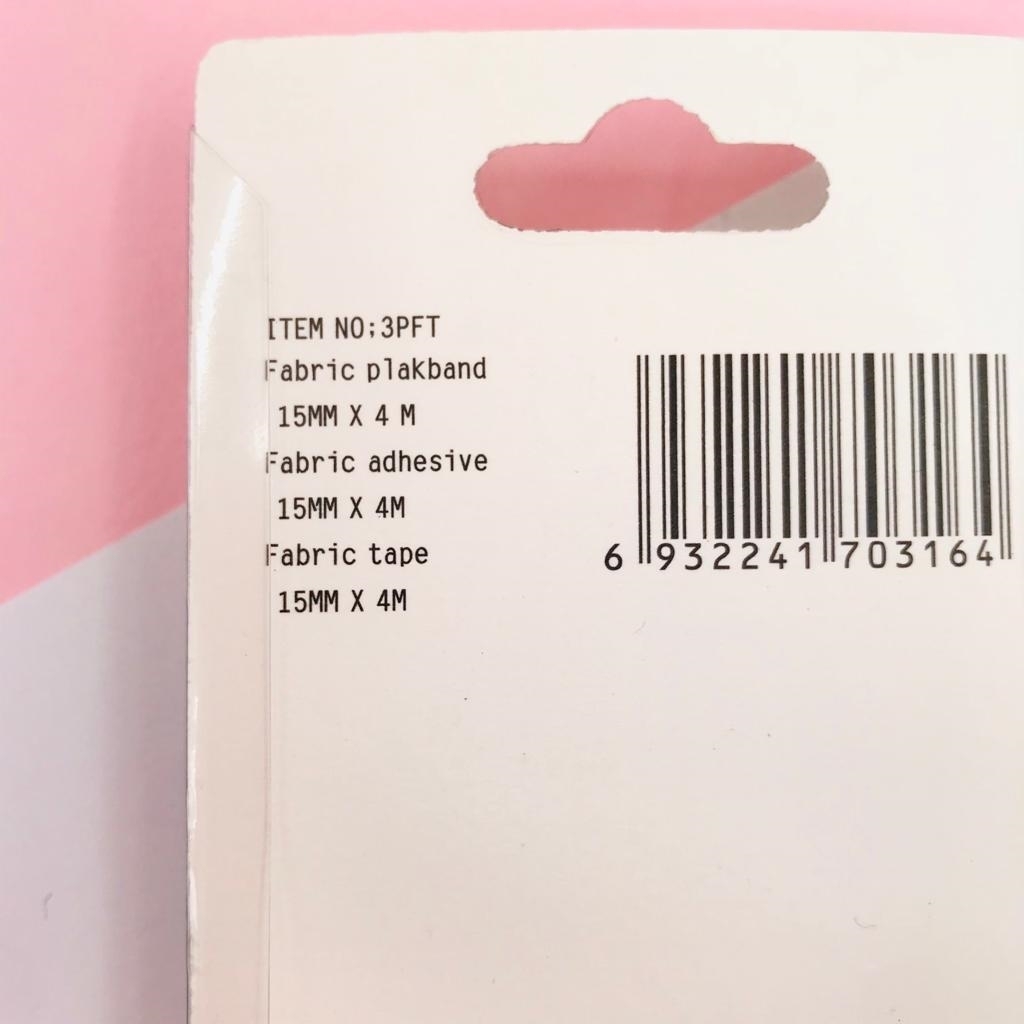 ITEM NO;3PFT
Fabric plakband
15MM X 4 M
Fabric adhesive
15MM X 4M
Fabric tape
15MM X 4M
6 932241 703164